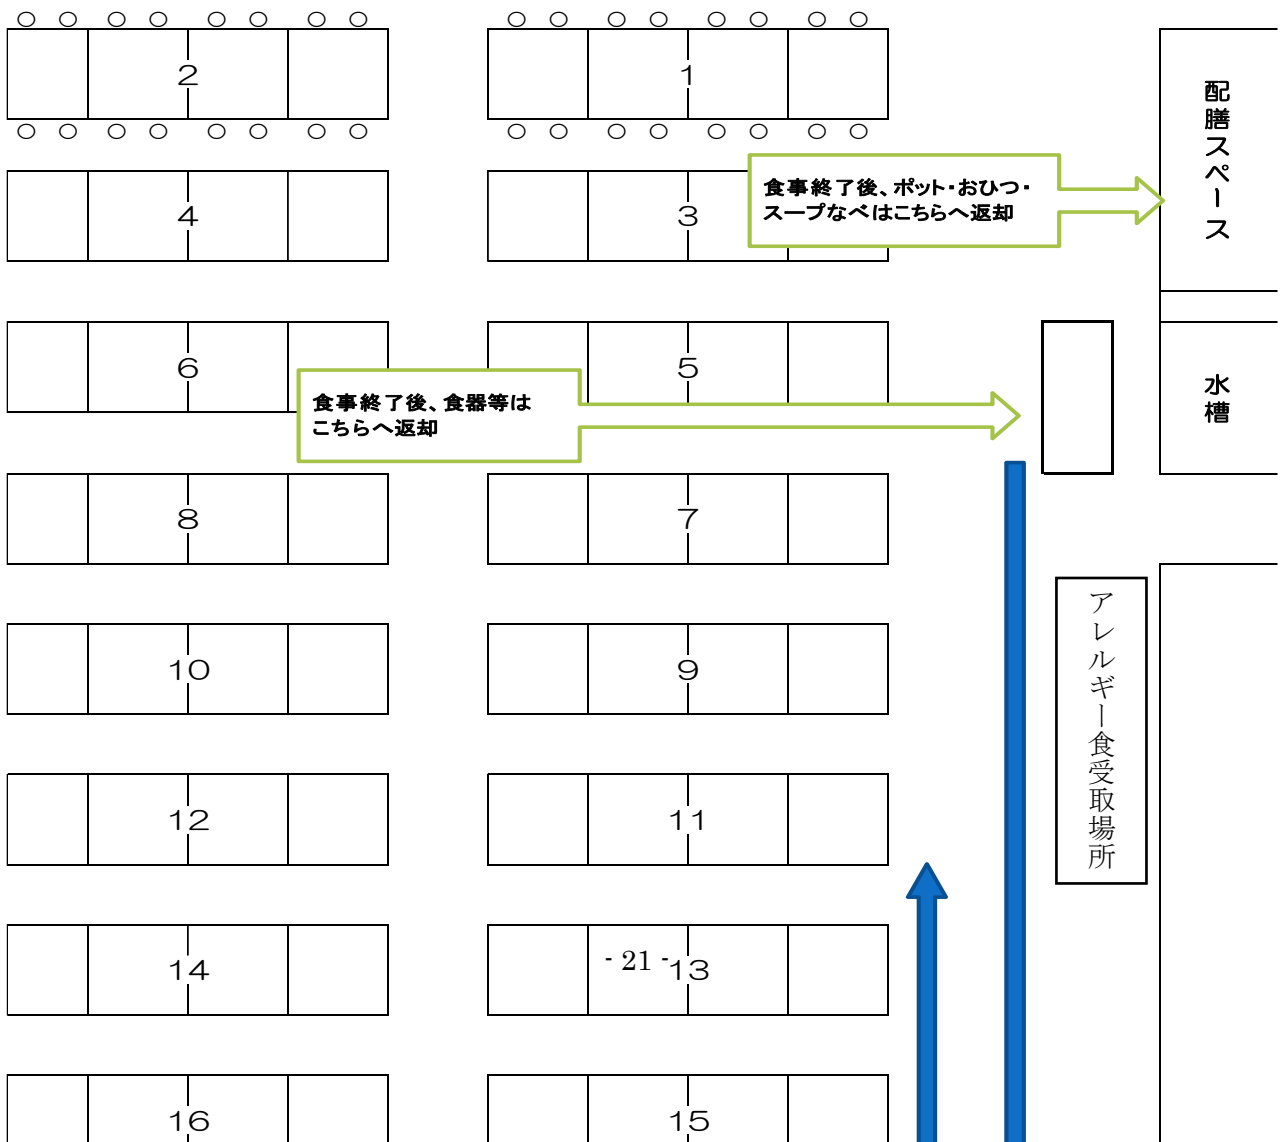 2
1
配膳スペース
食事終了後、ポット・おひつ・
スープなべはこちらへ返却
4
3
6
5
水槽
食事終了後、食器等は
こちらへ返却
8
7
アレルギー食受取場所
10
9
12
11
14
- 21 -
13
16
15